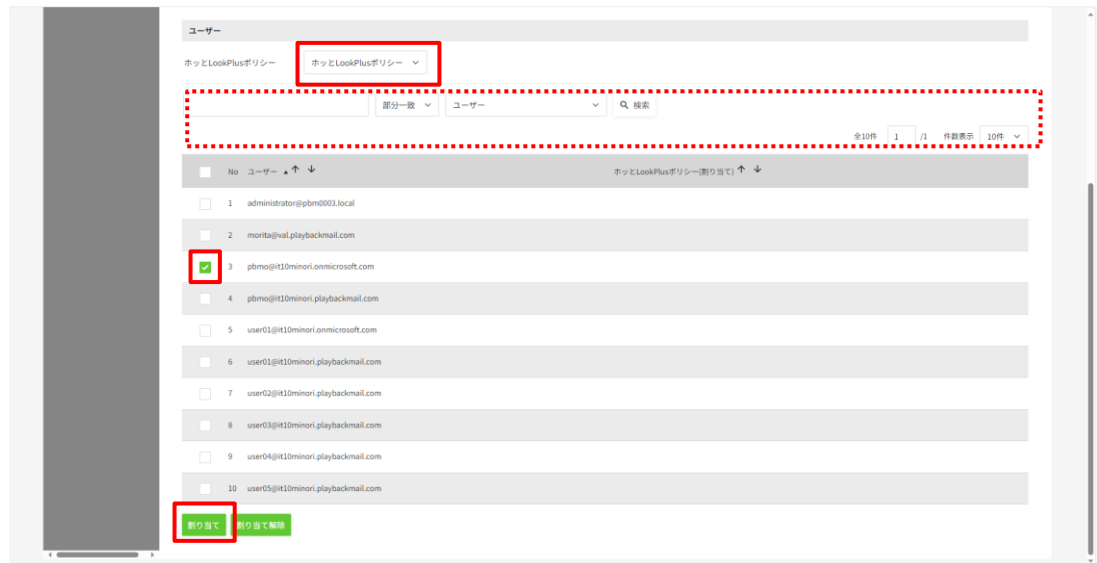 ユーザー
ホッとLookPlusポリシー ホッとLookPlusポリシー
部分一致 ユーザー 検索
全10件 1 /1 件数表示 10件
No ユーザー ホッとLookPlusポリシー(割り当て)
1 administrator@pbm0003.local
2 morita@val.playbackmail.com
3 pbmo@it10minori.onmicrosoft.com
4 pbmo@it10minori.playbackmail.com
5 user01@it10minori.onmicrosoft.com
6 user01@it10minori.playbackmail.com
7 user02@it10minori.playbackmail.com
8 user03@it10minori.playbackmail.com
9 user04@it10minori.playbackmail.com
10 user05@it10minori.playbackmail.com
割り当て 割り当て解除